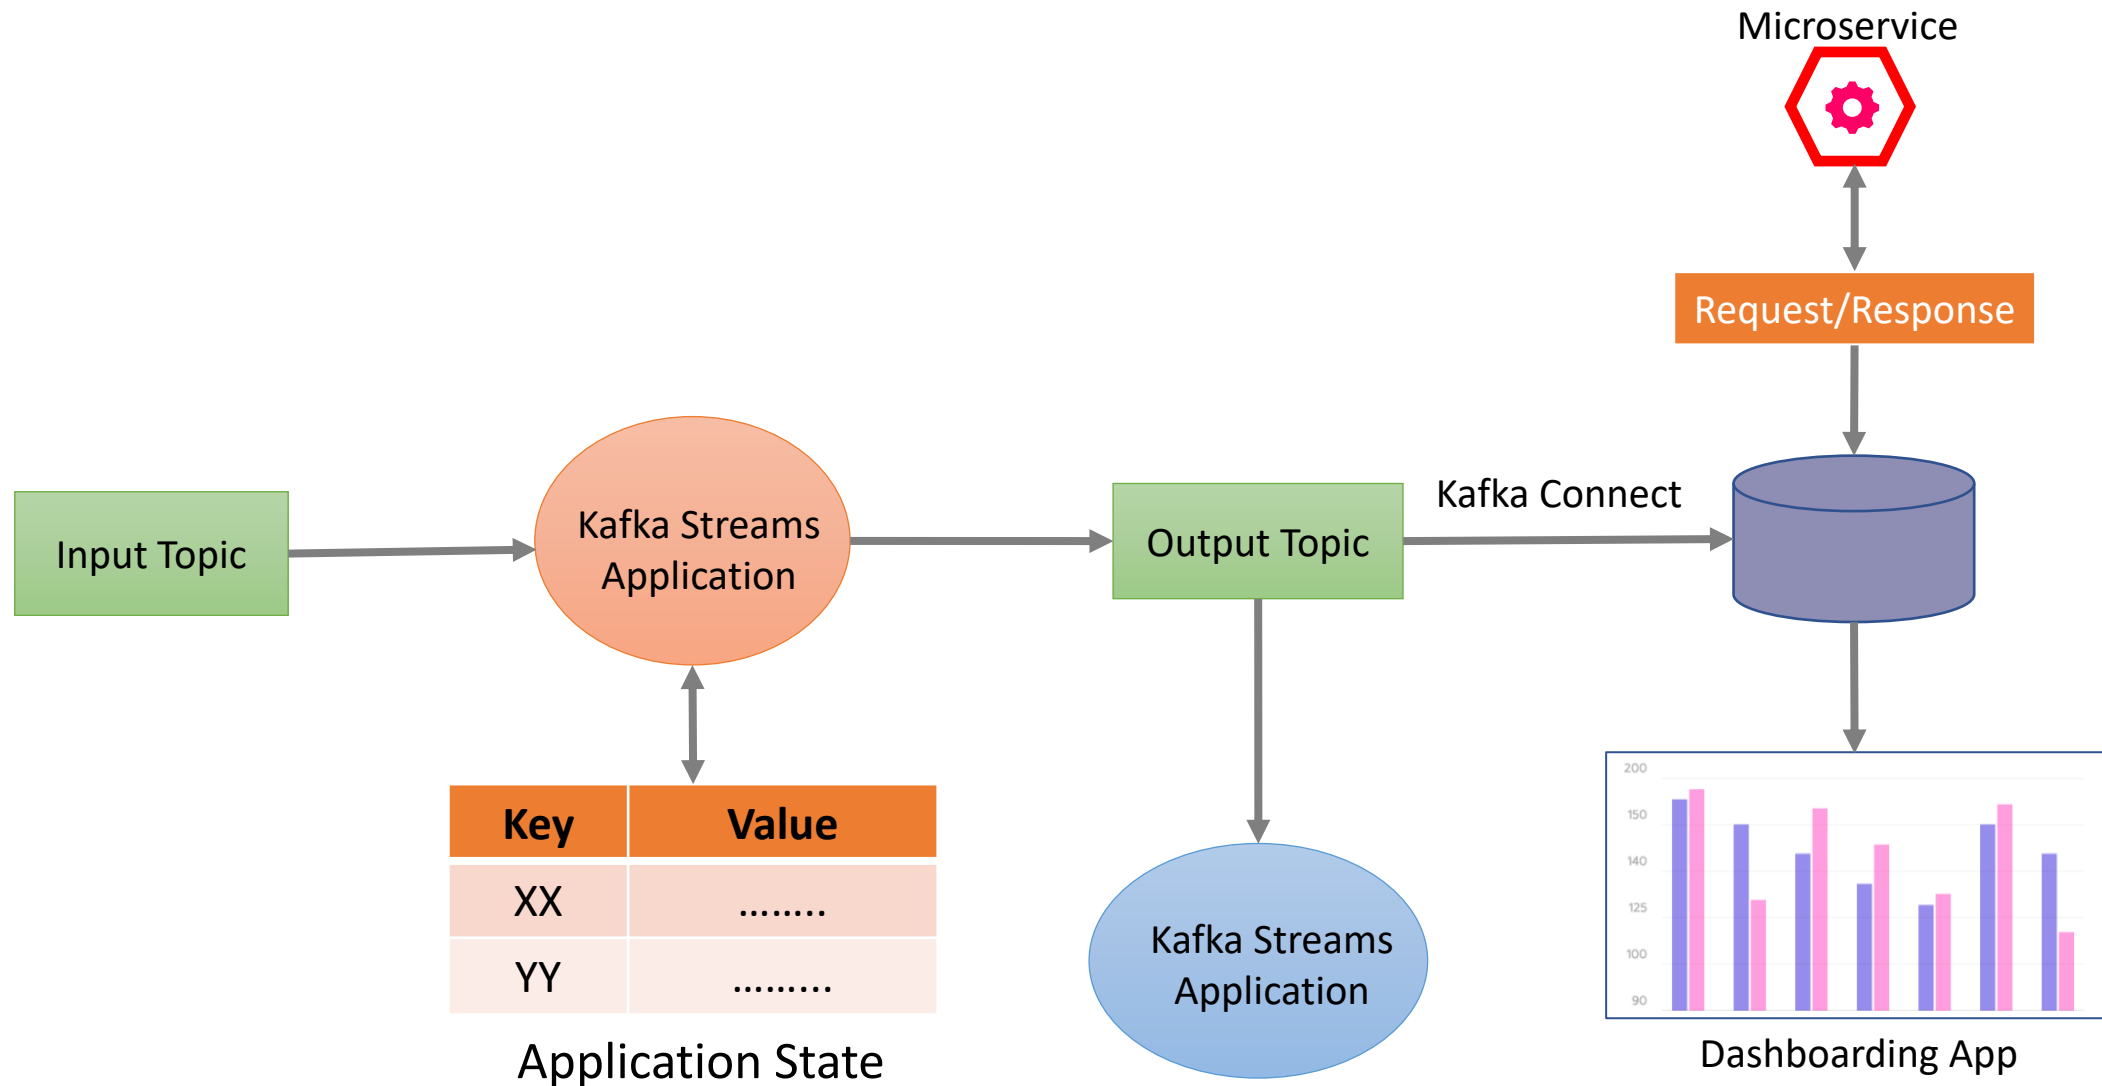 Microservice
Request/Response
Input Topic
Kafka Streams
Application
Output Topic
Kafka Connect
Key Value
XX ........
YY .........
Application State
Kafka Streams
Application
200
150
140
125
100
90
Dashboarding App